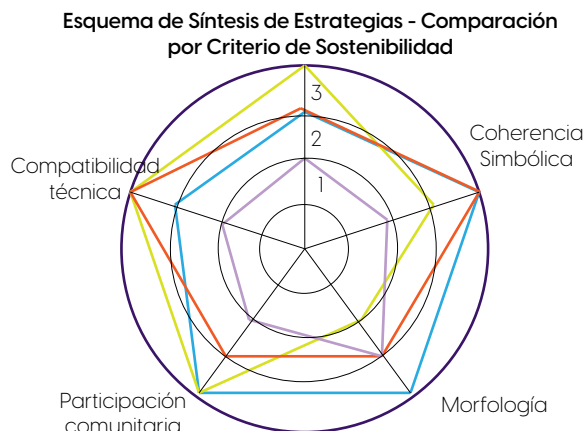 Esquema de Síntesis de Estrategias - Comparación
por Criterio de Sostenibilidad
3
2
1
Coherencia
Simbólica
Compatibilidad
técnica
Participación
comunitaria
Morfología